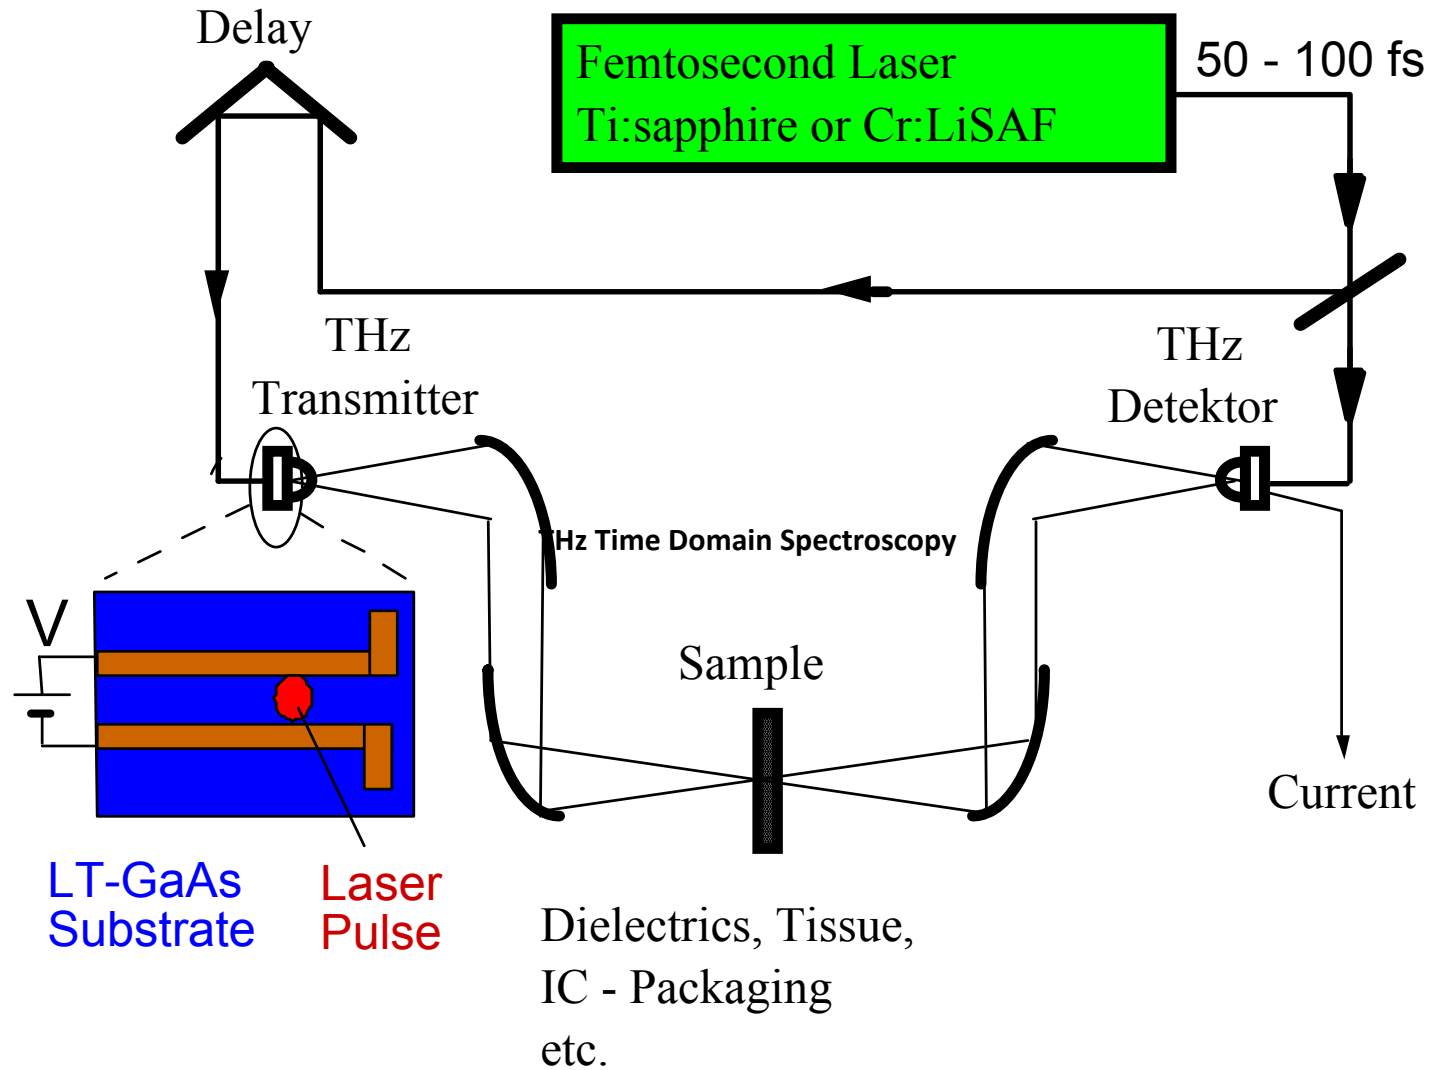 Delay
Femtosecond Laser
Ti:sapphire or Cr:LiSAF
50 - 100 fs
THz
Transmitter
THz
Detektor
THz Time Domain Spectroscopy
V
Sample
Current
LT-GaAs
Substrate
Laser
Pulse
Dielectrics, Tissue,
IC - Packaging
etc.